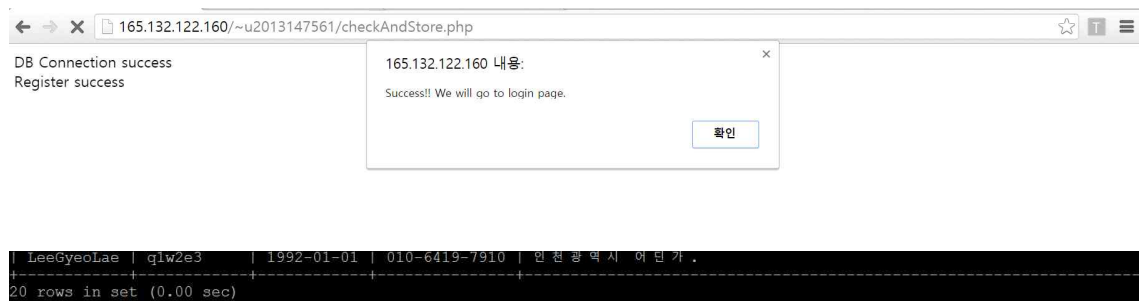 165.132.122.160/~u2013147561/checkAndStore.php
T
DB Connection success
Register success
165.132.122.160 내용:
×
Success!! We will go to login page.
확인
| LeeGyeoLae | q1w2e3 | 1992-01-01 | 010-6419-7910 | 인천광역시 어딘가.
20 rows in set (0.00 sec)